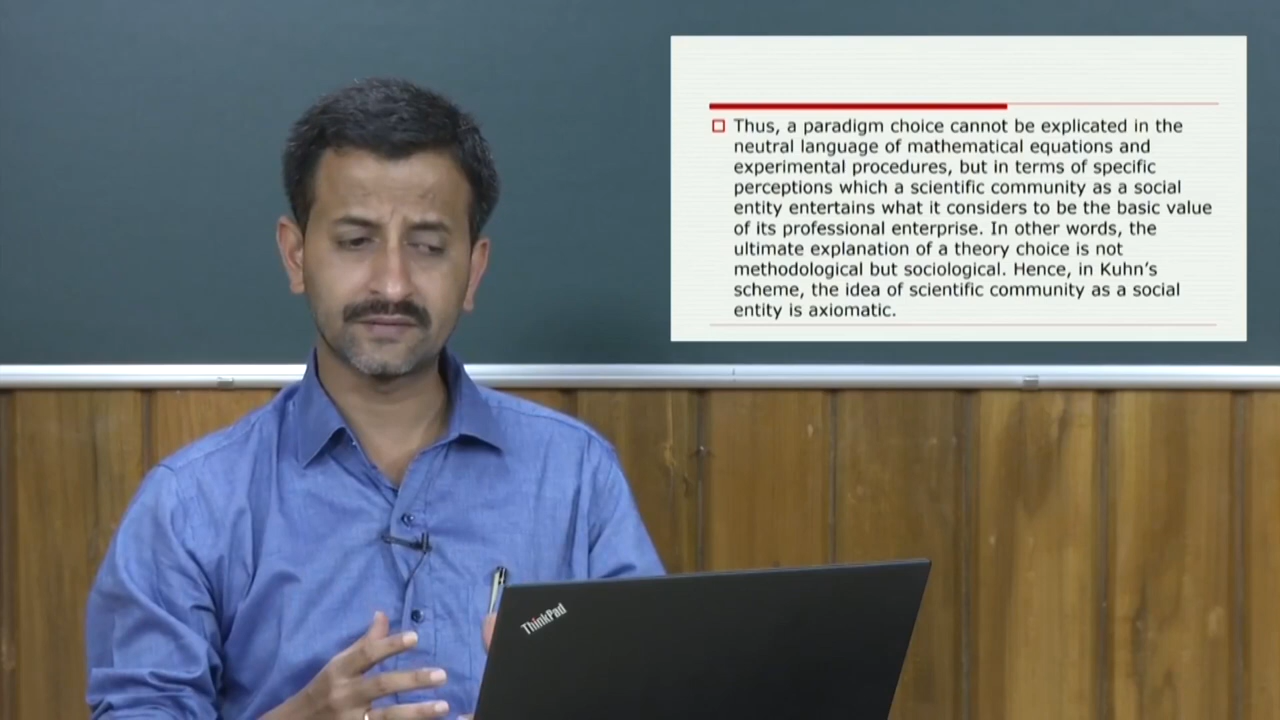 Thus, a paradigm choice cannot be explicated in the
neutral language of mathematical equations and
experimental procedures, but in terms of specific
perceptions which a scientific community as a social
entity entertains what it considers to be the basic value
of its professional enterprise. In other words, the
ultimate explanation of a theory choice is not
methodological but sociological. Hence, in Kuhn's
scheme, the idea of scientific community as a social
entity is axiomatic.
ThinkPad